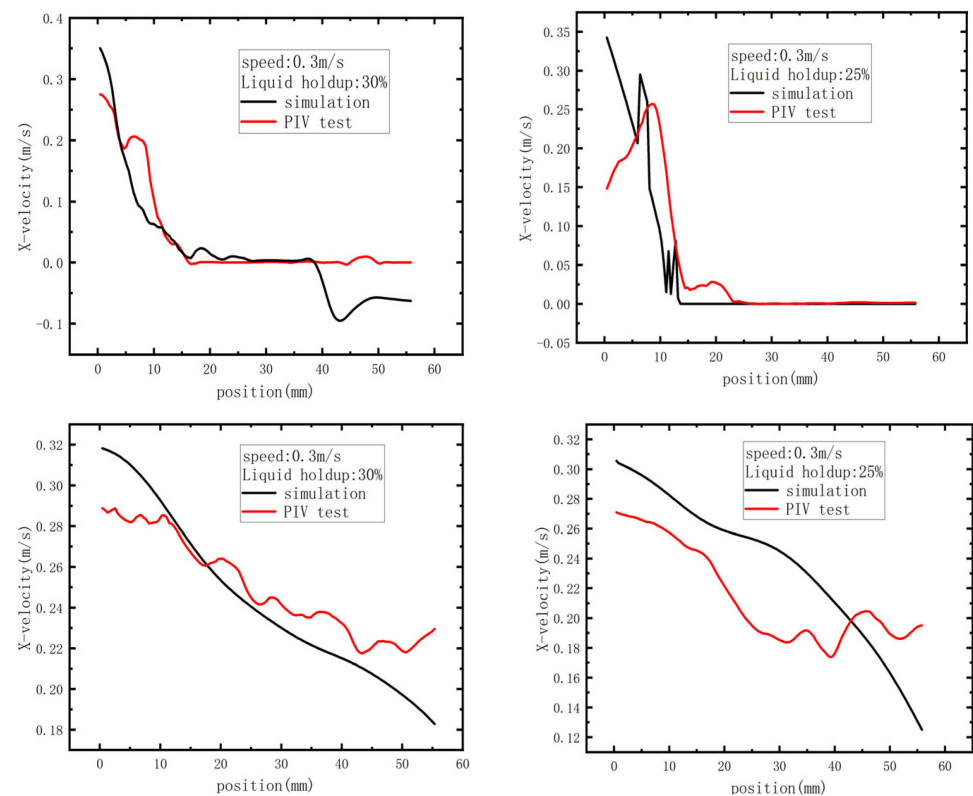 0.4
0.3
0.2
0.1
0.0
-0.1
X-velocity(m/s)
speed:0.3m/s
Liquid holdup:30%
simulation
PIV test
0 10 20 30 40 50 60
position(mm)
0.35
0.30
0.25
0.20
0.15
0.10
0.05
0.00
-0.05
X-velocity(m/s)
speed:0.3m/s
Liquid holdup:25%
simulation
PIV test
0 10 20 30 40 50 60
position(mm)
0.32
0.30
0.28
0.26
0.24
0.22
0.20
0.18
X-velocity(m/s)
speed:0.3m/s
Liquid holdup:30%
simulation
PIV test
0 10 20 30 40 50 60
position(mm)
0.32
0.30
0.28
0.26
0.24
0.22
0.20
0.18
0.16
0.14
0.12
X-velocity(m/s)
speed:0.3m/s
Liquid holdup:25%
simulation
PIV test
0 10 20 30 40 50 60
position(mm)